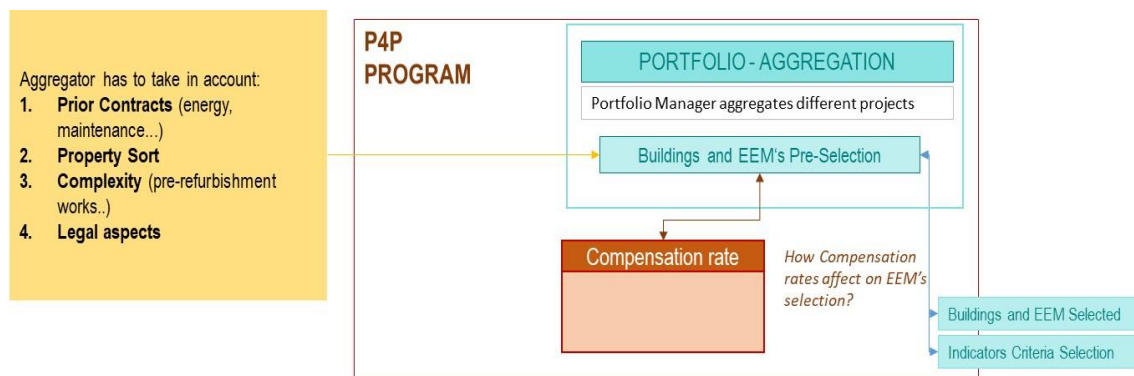 Aggregator has to take in account:
1. Prior Contracts (energy,
maintenance...)
2. Property Sort
3. Complexity (pre-refurbishment
works..)
4. Legal aspects
P4P
PROGRAM
PORTFOLIO - AGGREGATION
Portfolio Manager aggregates different projects
Buildings and EEM‘s Pre-Selection
Compensation rate
How Compensation
rates affect on EEM’s
selection?
Buildings and EEM Selected
Indicators Criteria Selection